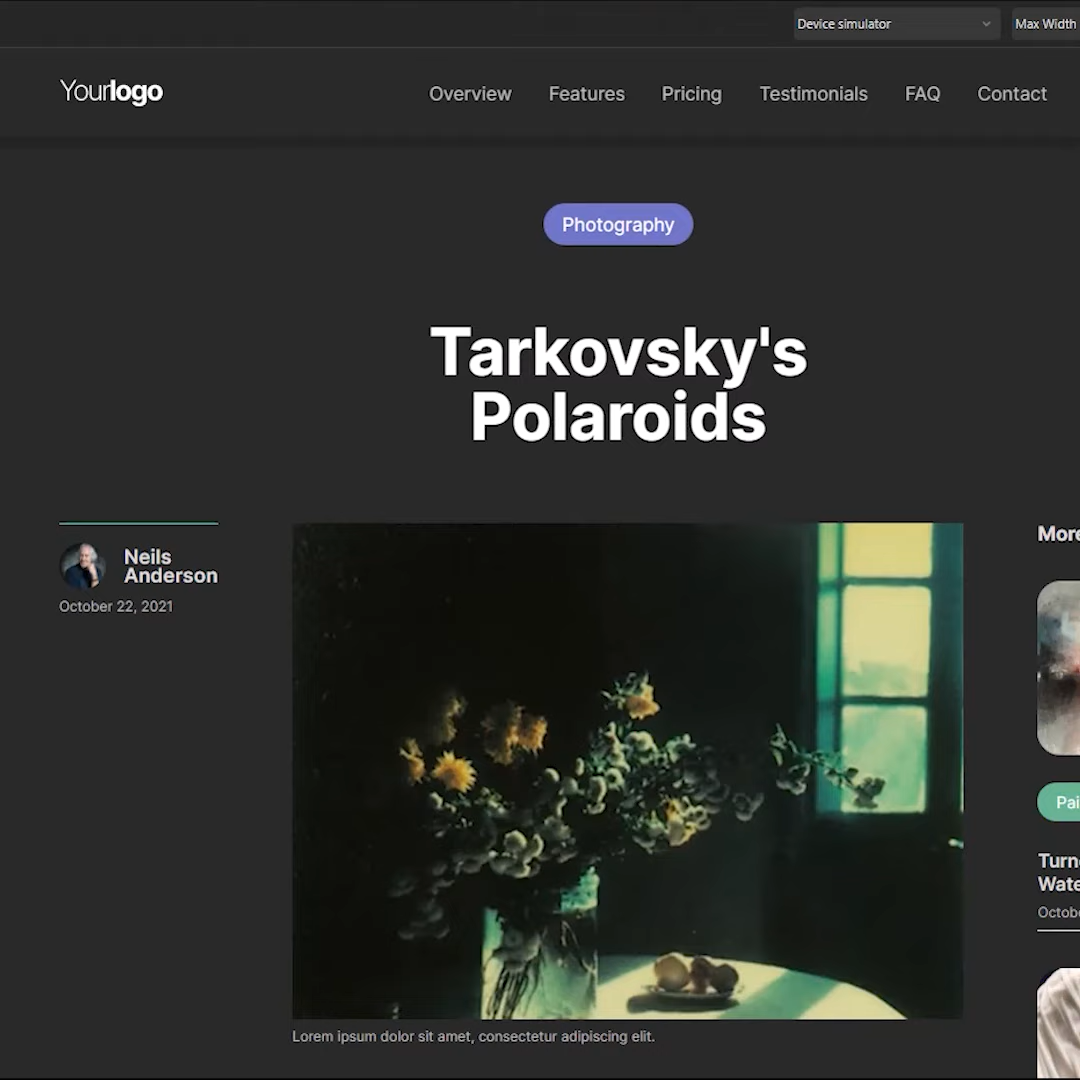 Device simulator
Max Width
Yourlogo
Overview Features Pricing Testimonials FAQ Contact
Photography
Tarkovsky's
Polaroids
Neils
Anderson
October 22, 2021
More
Lorem ipsum dolor sit amet, consectetur adipiscing elit.